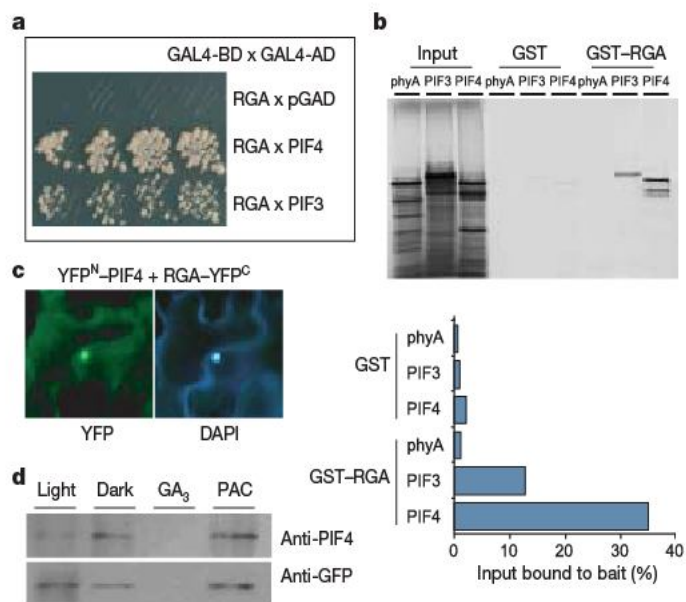 a
GAL4-BD x GAL4-AD
RGA x pGAD
RGA x PIF4
RGA x PIF3
b
Input GST GST–RGA
phyA PIF3 PIF4 phyA PIF3 PIF4 phyA PIF3 PIF4
c
YFPᴺ–PIF4 + RGA–YFPᶜ
YFP DAPI
GST
phyA
PIF3
PIF4
GST–RGA
phyA
PIF3
PIF4
0 10 20 30 40
Input bound to bait (%)
d
Light Dark GA₃ PAC
Anti-PIF4
Anti-GFP